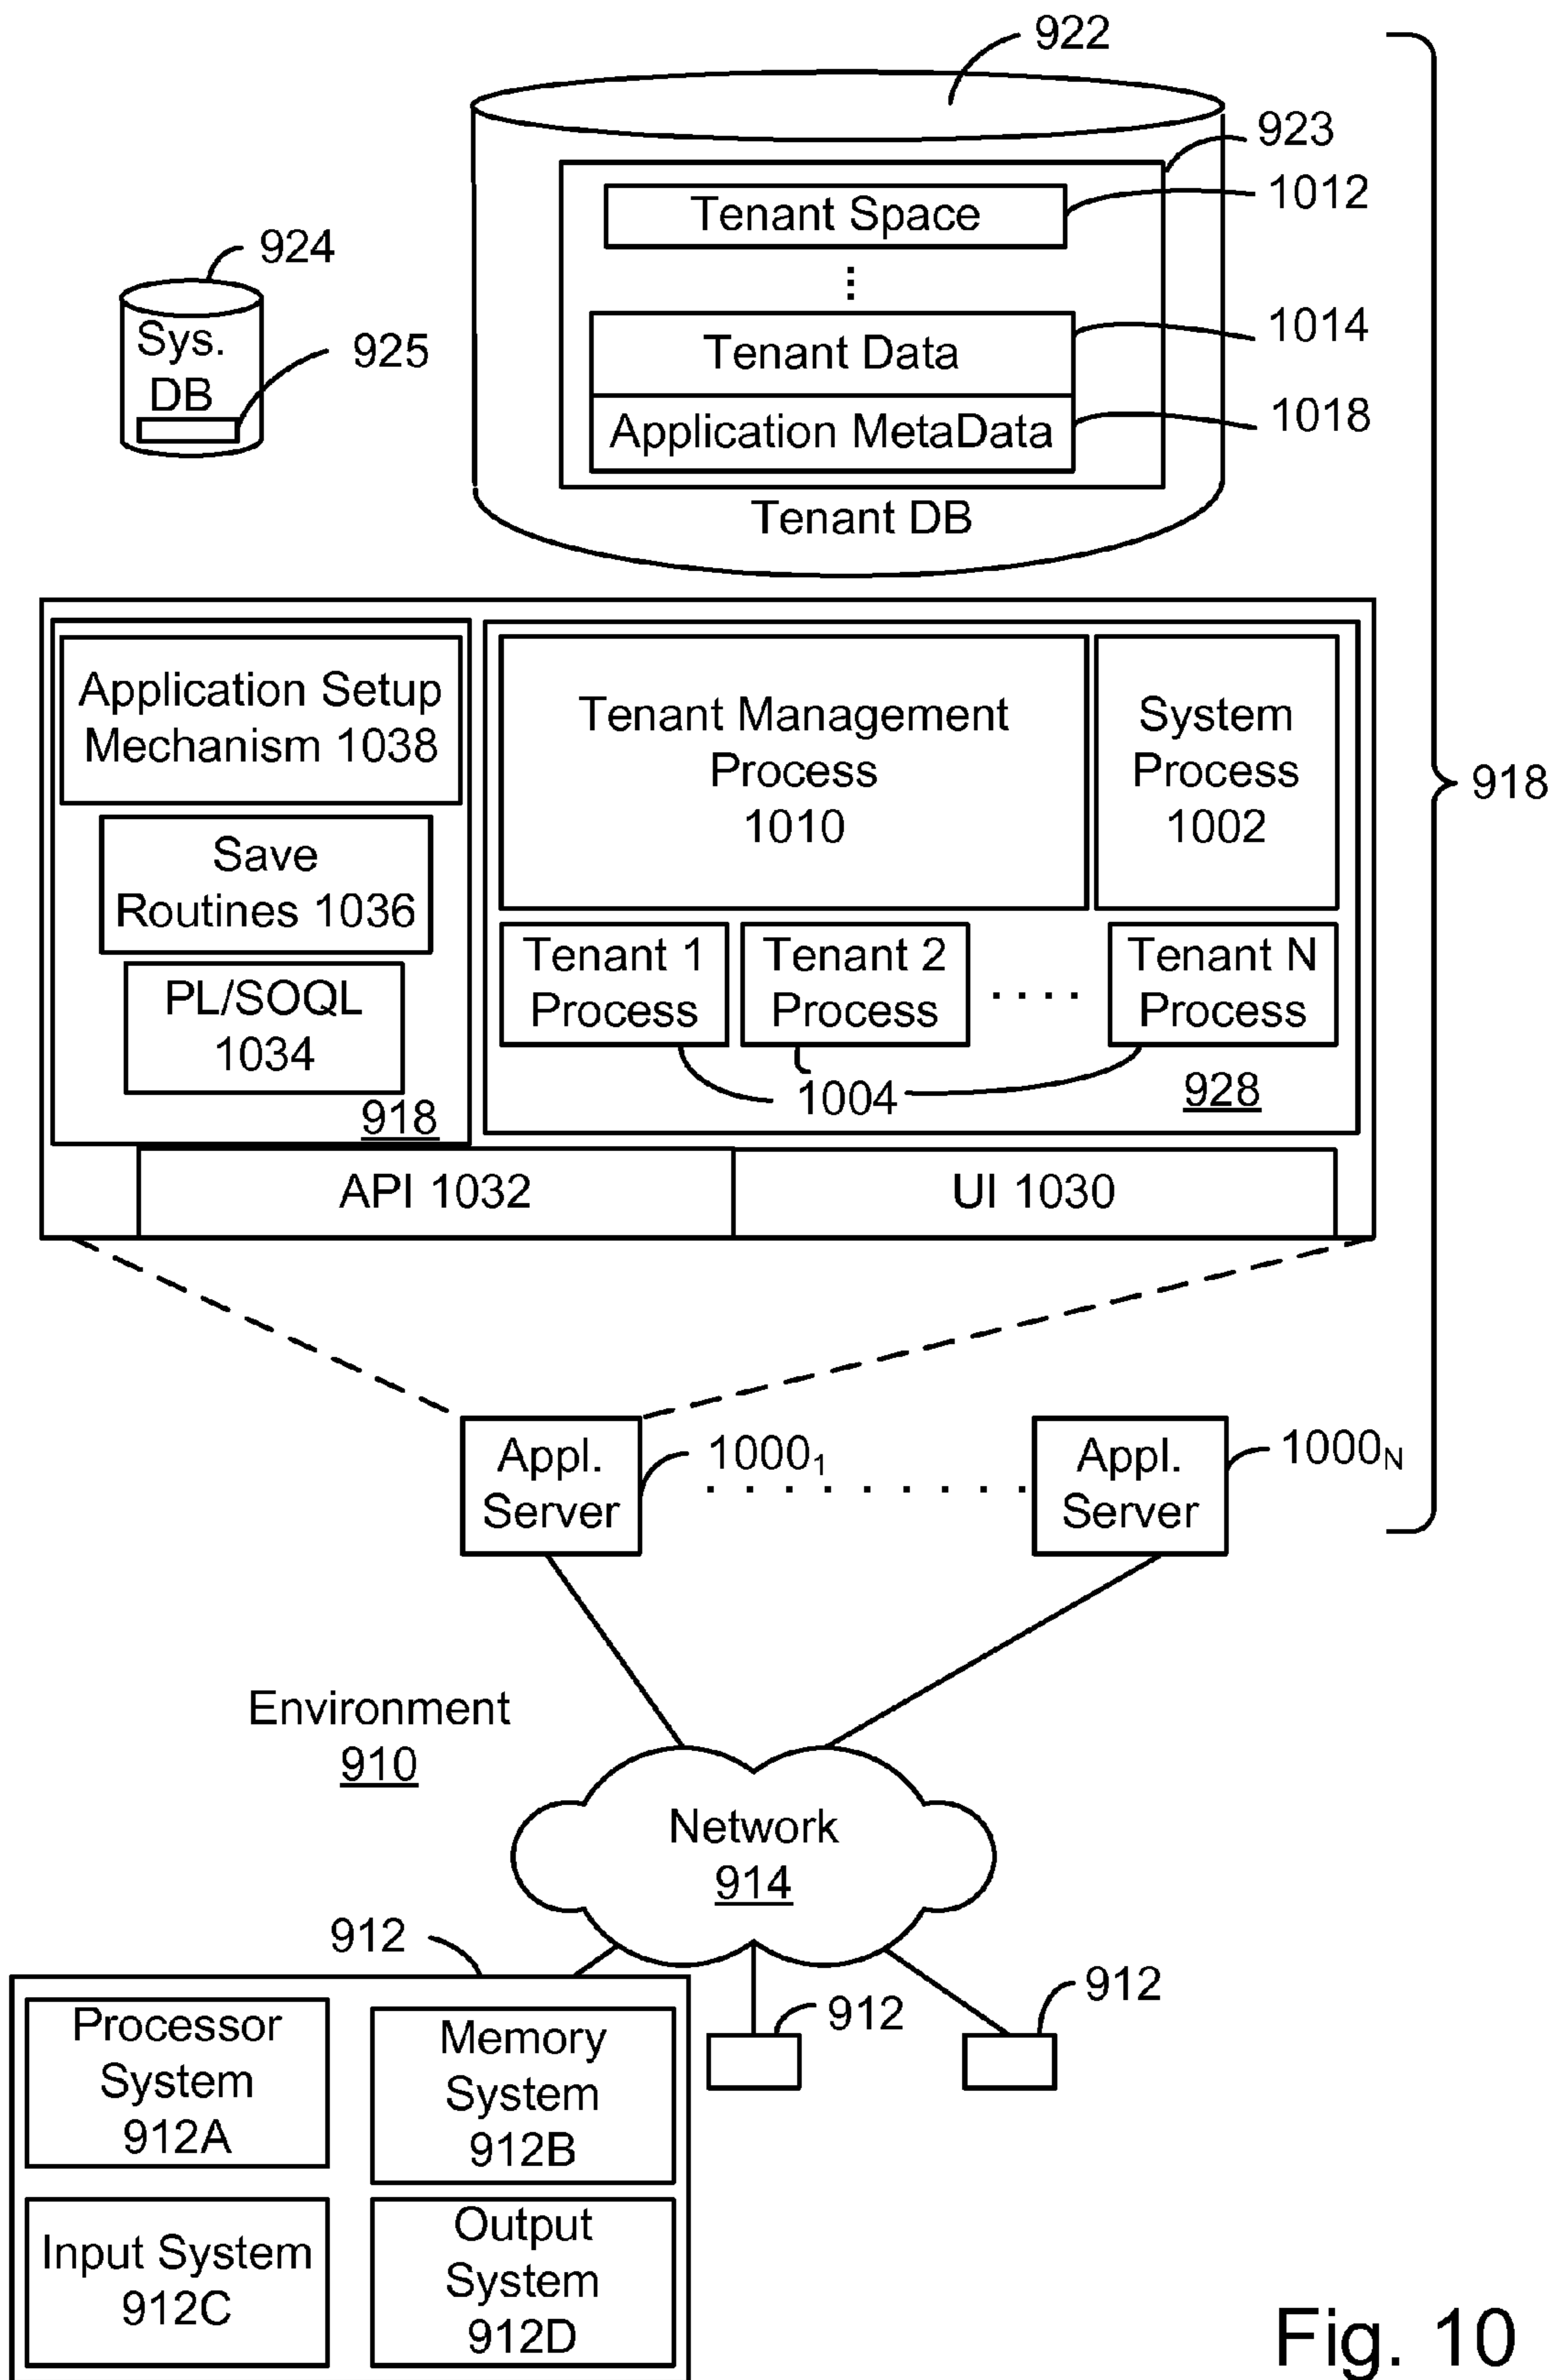 922
923
Tenant Space
1012
924
Sys.
DB
925
Tenant Data
1014
Application MetaData
1018
Tenant DB
Application Setup
Mechanism 1038
Save
Routines 1036
PL/SOQL
1034
918
Tenant Management
Process
1010
System
Process
1002
Tenant 1
Process
Tenant 2
Process
....
Tenant N
Process
1004
928
918
API 1032
UI 1030
Appl.
Server
1000₁
Appl.
Server
1000N
Environment
910
Network
914
912
912
912
Processor
System
912A
Memory
System
912B
Input System
912C
Output
System
912D
Fig. 10